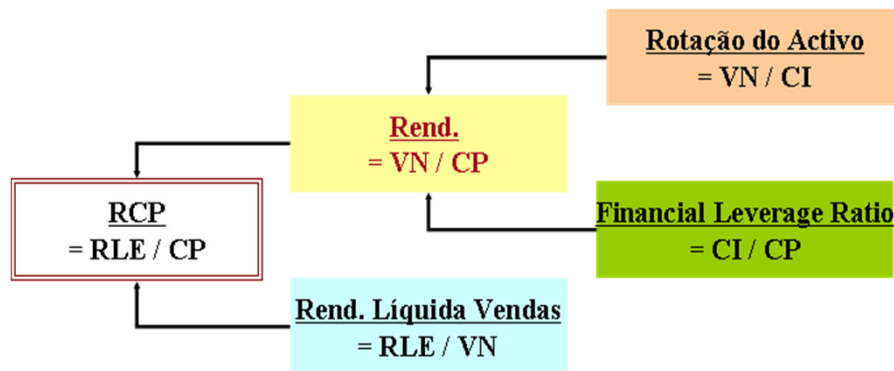 Rotação do Activo
= VN / CI
Rend.
= VN / CP
RCP
= RLE / CP
Financial Leverage Ratio
= CI / CP
Rend. Líquida Vendas
= RLE / VN